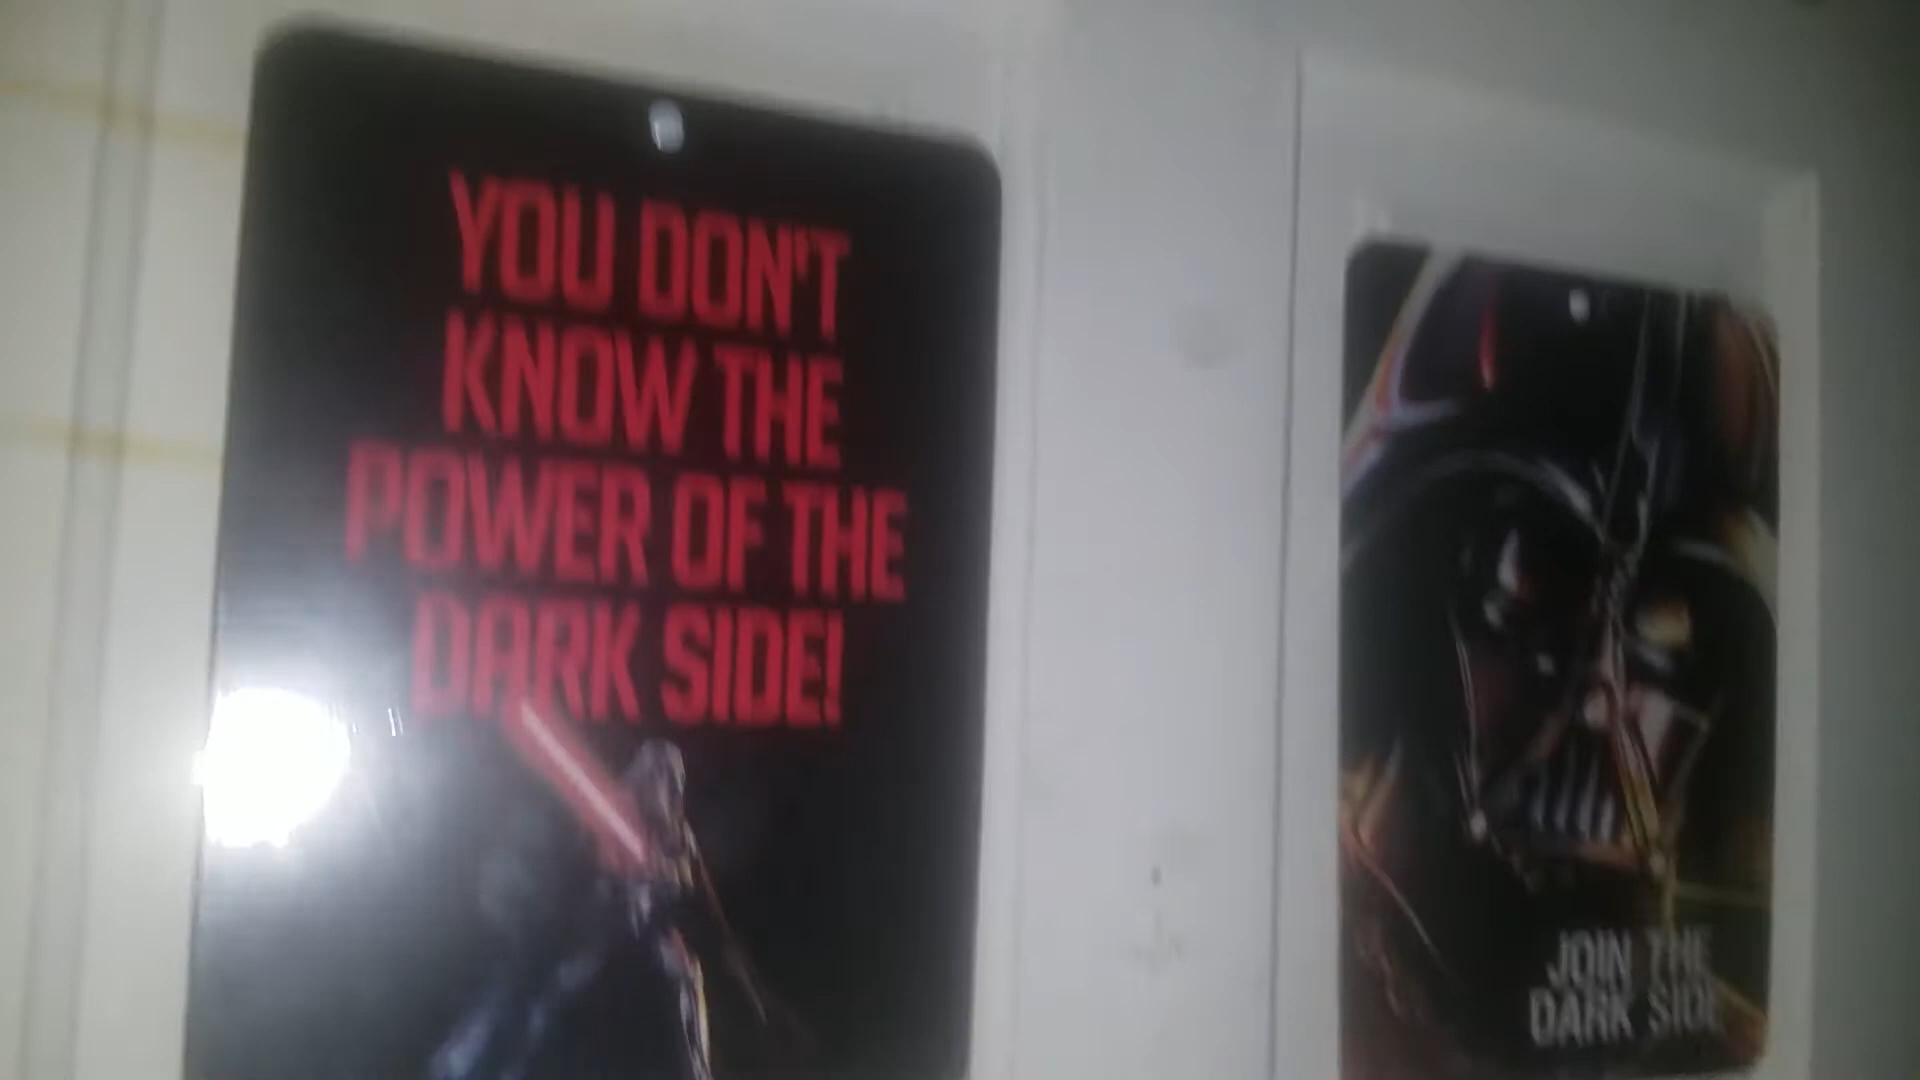 YOU DON'T
KNOW THE
POWER OF THE
DARK SIDE!
JOIN THE
DARK SIDE